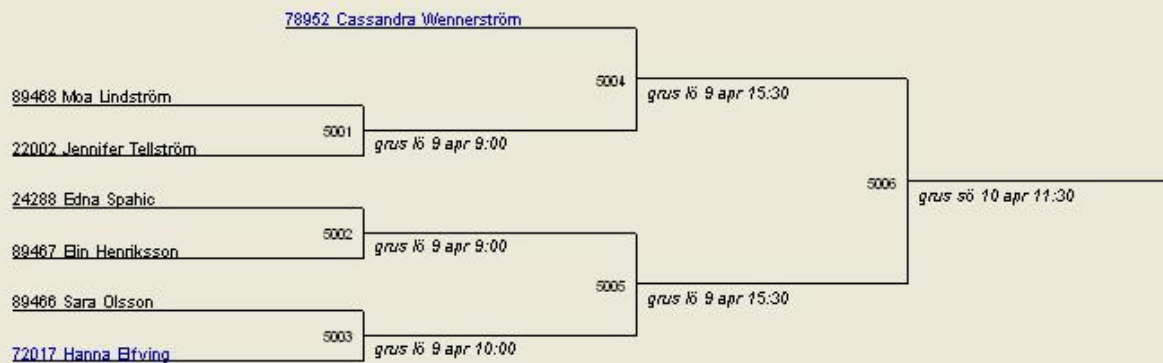 78952 Cassandra Wennerström
5004
grus lö 9 apr 15:30
89468 Moa Lindström
5001
grus lö 9 apr 9:00
22002 Jennifer Tellström
5006
grus sö 10 apr 11:30
24288 Edna Spahic
5002
grus lö 9 apr 9:00
89467 Elin Henriksson
5005
grus lö 9 apr 15:30
89466 Sara Olsson
5003
grus lö 9 apr 10:00
72017 Hanna Elfving